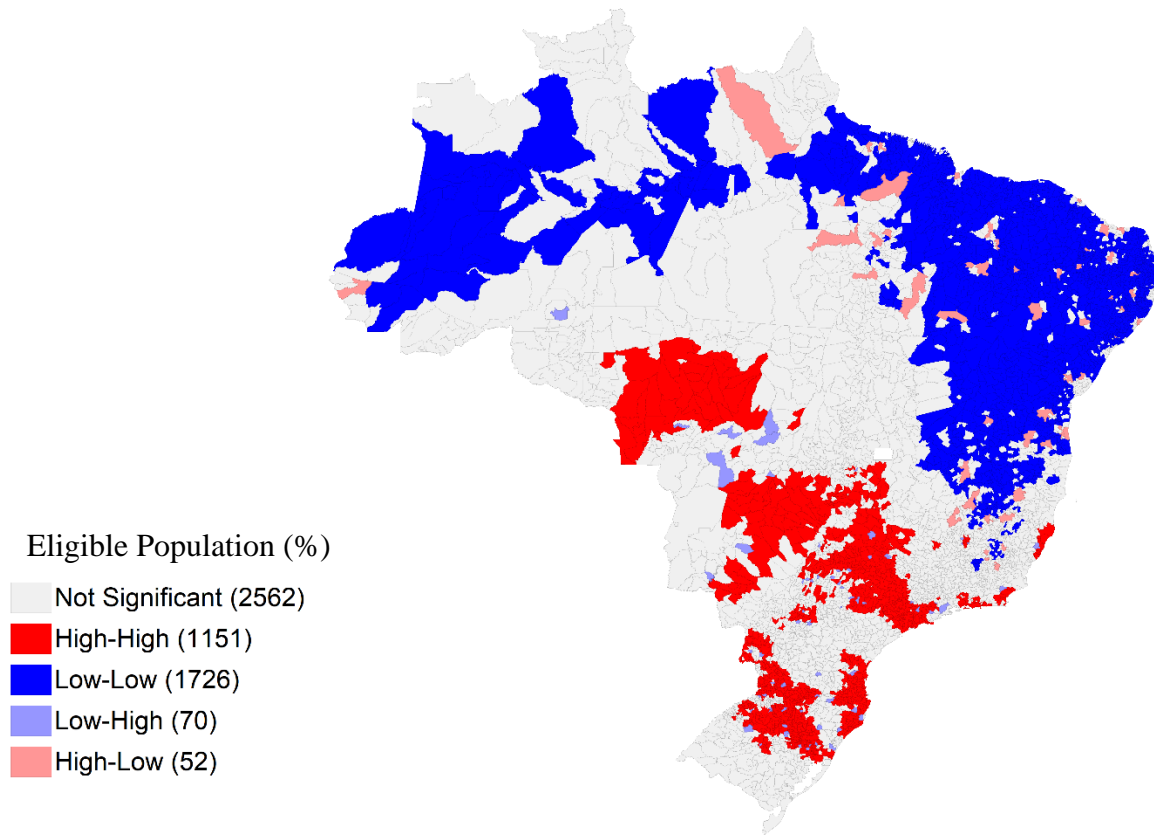 Eligible Population (%)
Not Significant (2562)
High-High (1151)
Low-Low (1726)
Low-High (70)
High-Low (52)